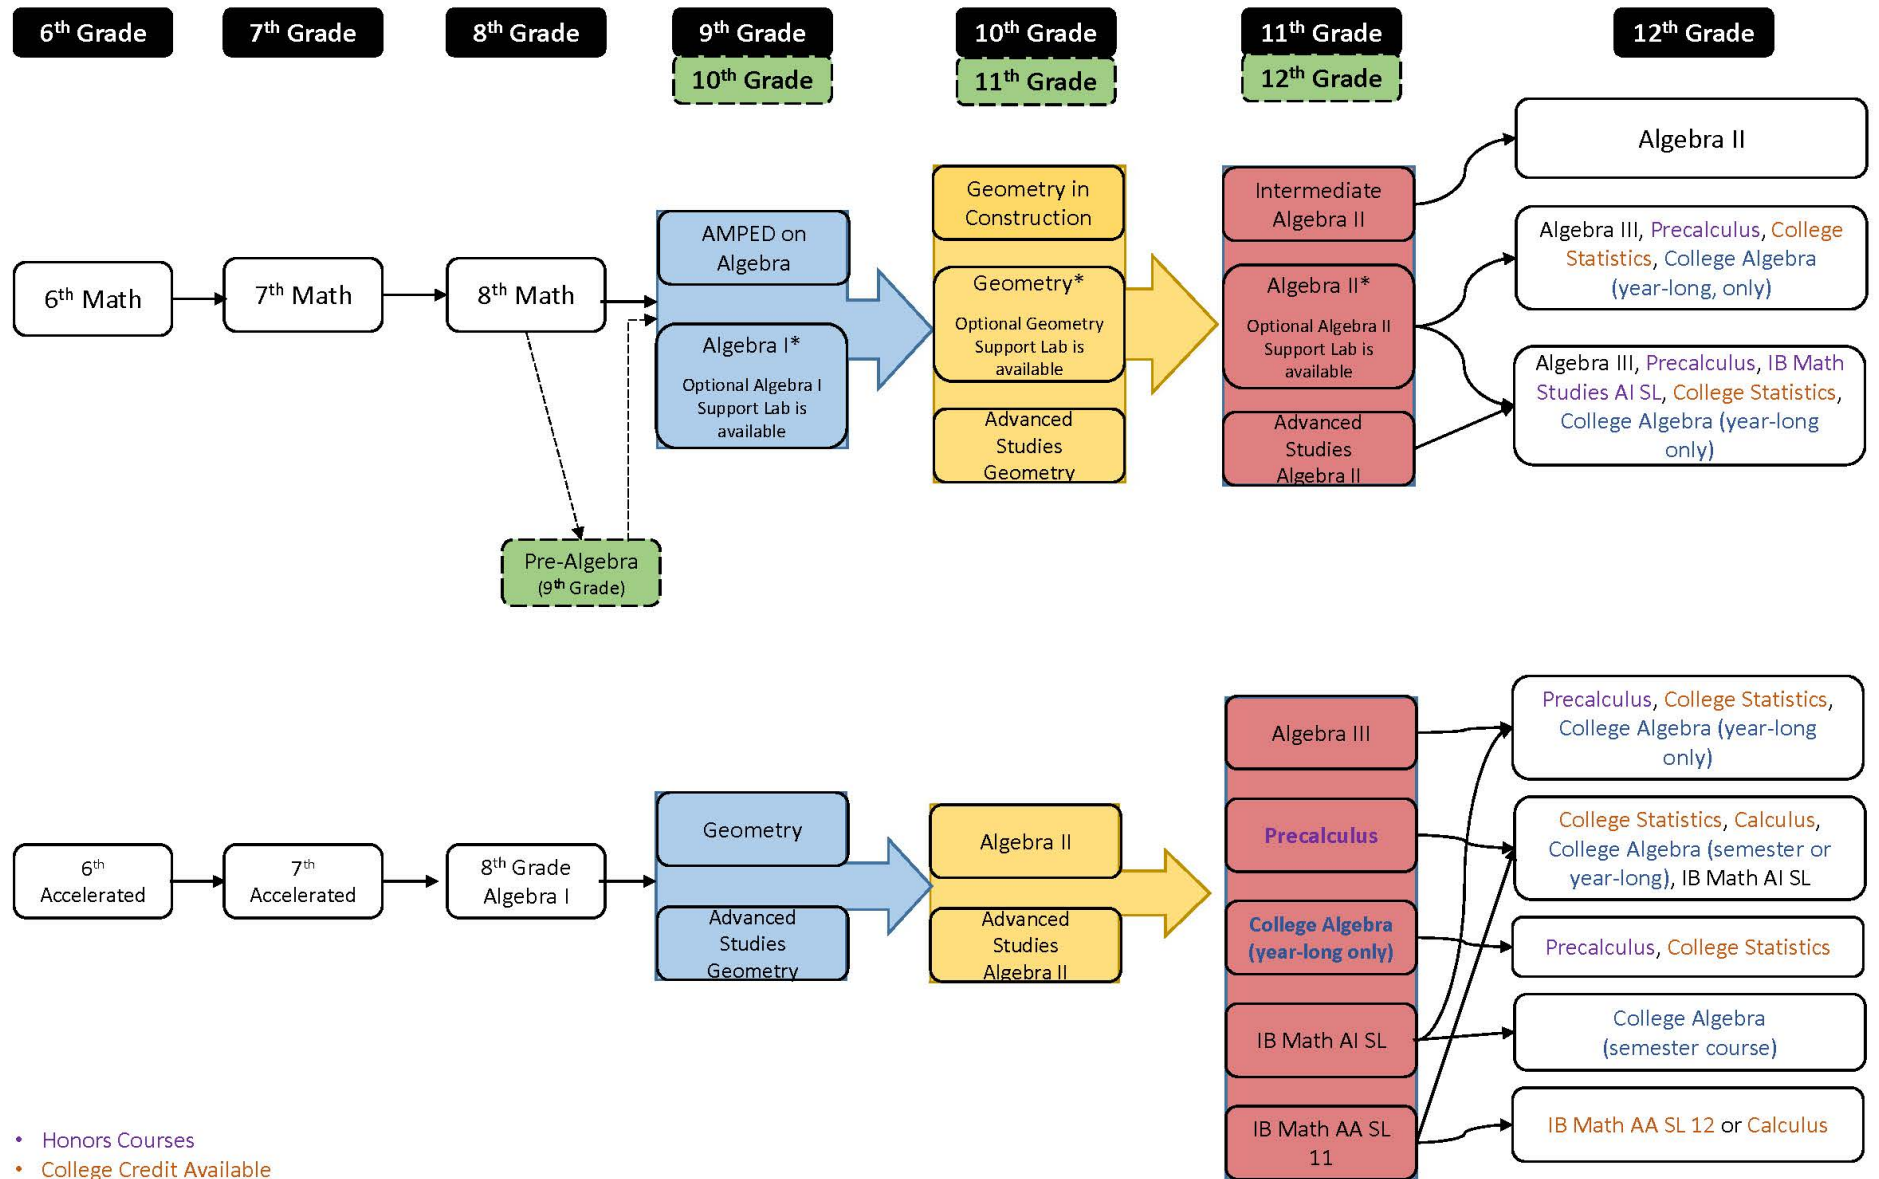 6th Grade
7th Grade
8th Grade
9th Grade
10th Grade
11th Grade
12th Grade
10th Grade
11th Grade
12th Grade
6th Math
7th Math
8th Math
Pre-Algebra
(9th Grade)
AMPED on
Algebra
Algebra I*
Optional Algebra I
Support Lab is
available
Geometry in
Construction
Geometry*
Optional Geometry
Support Lab is
available
Advanced
Studies
Geometry
Intermediate
Algebra II
Algebra II*
Optional Algebra II
Support Lab is
available
Advanced
Studies
Algebra II
Algebra II
Algebra III, Precalculus, College
Statistics, College Algebra
(year-long, only)
Algebra III, Precalculus, IB Math
Studies AI SL, College Statistics,
College Algebra (year-long
only)
6th
Accelerated
7th
Accelerated
8th Grade
Algebra I
Geometry
Advanced
Studies
Geometry
Algebra II
Advanced
Studies
Algebra II
Algebra III
Precalculus
College Algebra
(year-long only)
IB Math AI SL
IB Math AA SL
11
Precalculus, College Statistics,
College Algebra (year-long
only)
College Statistics, Calculus,
College Algebra (semester or
year-long), IB Math AI SL
Precalculus, College Statistics
College Algebra
(semester course)
IB Math AA SL 12 or Calculus
• Honors Courses
• College Credit Available